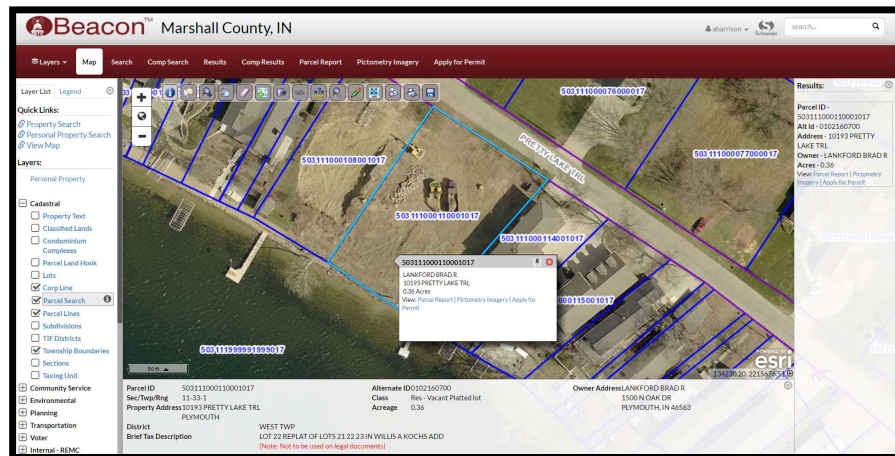 Beacon™ Marshall County, IN
aharrison
Schneider
search...
Layers Map Search Comp Search Results Comp Results Parcel Report Pictometry Imagery Apply for Permit
Layer List Legend
Quick Links:
Property Search
Personal Property Search
View Map
Layers:
Personal Property
Cadastral
Property Text
Classified Lands
Condominium
Complexes
Parcel Land Hook
Lots
Corp Line
Parcel Search
Parcel Lines
Subdivisions
TIF Districts
Township Boundaries
Sections
Taxing Unit
Community Service
Environmental
Planning
Transportation
Voter
Internal - REMC
503111000076000017
PRETTY LAKE TRL
503111000077000017
503111000108001017
503111000110001017
503111000114001017
000115001017
503111999991999017
503111000110001017
LANKFORD BRAD R
10193 PRETTY LAKE TRL
0.36 Acres
View: Parcel Report | Pictometry Imagery | Apply for
Permit
50 m
POWERED BY
esri
134230.20, 2215676.51
Results:
Parcel ID -
503111000110001017
Alt Id - 0102160700
Address - 10193 PRETTY
LAKE TRL
Owner - LANKFORD BRAD R
Acres - 0.36
View: Parcel Report | Pictometry
Imagery | Apply for Permit
Parcel ID 503111000110001017
Sec/Twp/Rng 11-33-1
Property Address 10193 PRETTY LAKE TRL
PLYMOUTH
District WEST TWP
Brief Tax Description LOT 22 REPLAT OF LOTS 21 22 23 IN WILLIS A KOCHS ADD
(Note: Not to be used on legal documents)
Alternate ID 0102160700
Class Res - Vacant Platted lot
Acreage 0.36
Owner Address LANKFORD BRAD R
1500 N OAK DR
PLYMOUTH, IN 46563